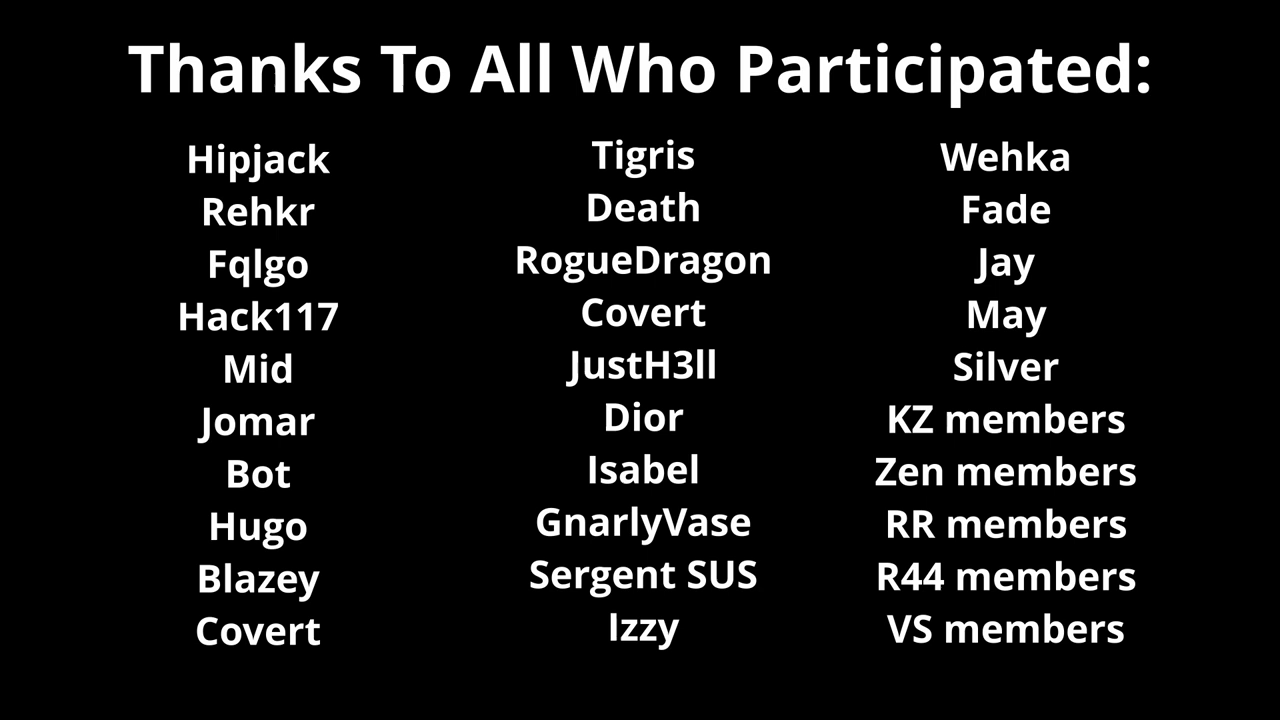 Thanks To All Who Participated:
Hipjack
Rehkr
Fqlgo
Hack117
Mid
Jomar
Bot
Hugo
Blazey
Covert
Tigris
Death
RogueDragon
Covert
JustH3ll
Dior
Isabel
GnarlyVase
Sergent SUS
Izzy
Wehka
Fade
Jay
May
Silver
KZ members
Zen members
RR members
R44 members
VS members